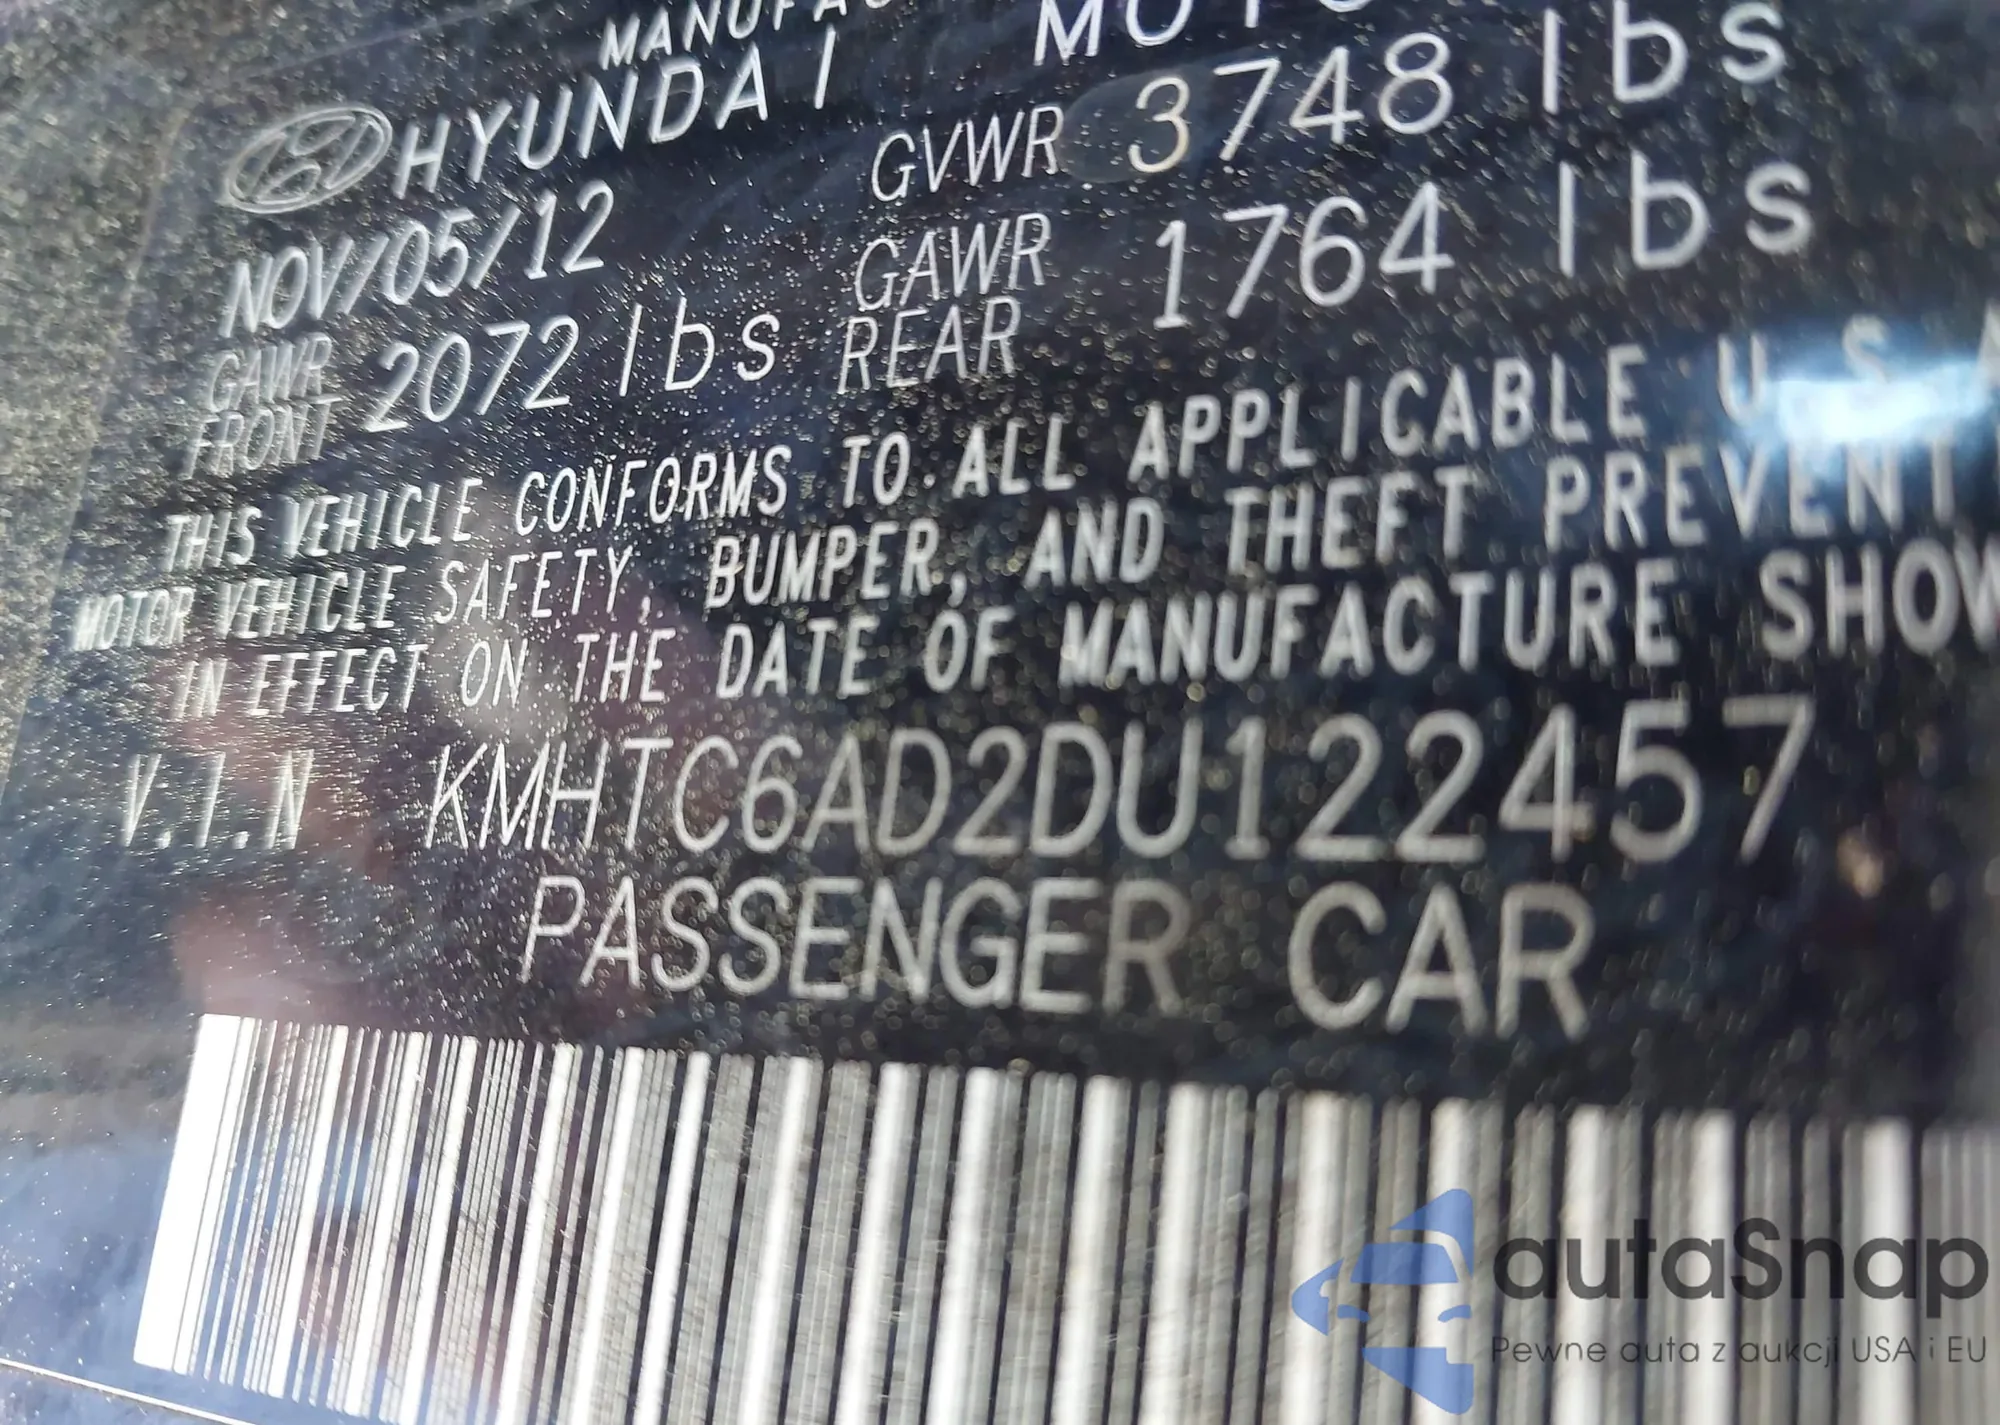 MANUFAC
HYUNDAI MOTO
NOV/05/12 GVWR 3748 lbs
GAWR FRONT 2072 lbs GAWR REAR 1764 lbs
THIS VEHICLE CONFORMS TO ALL APPLICABLE U.S.A
MOTOR VEHICLE SAFETY, BUMPER, AND THEFT PREVENTI
IN EFFECT ON THE DATE OF MANUFACTURE SHOW
V.I.N KMHTC6AD2DU122457
PASSENGER CAR
autaSnap
Pewne auta z aukcji USA i EU